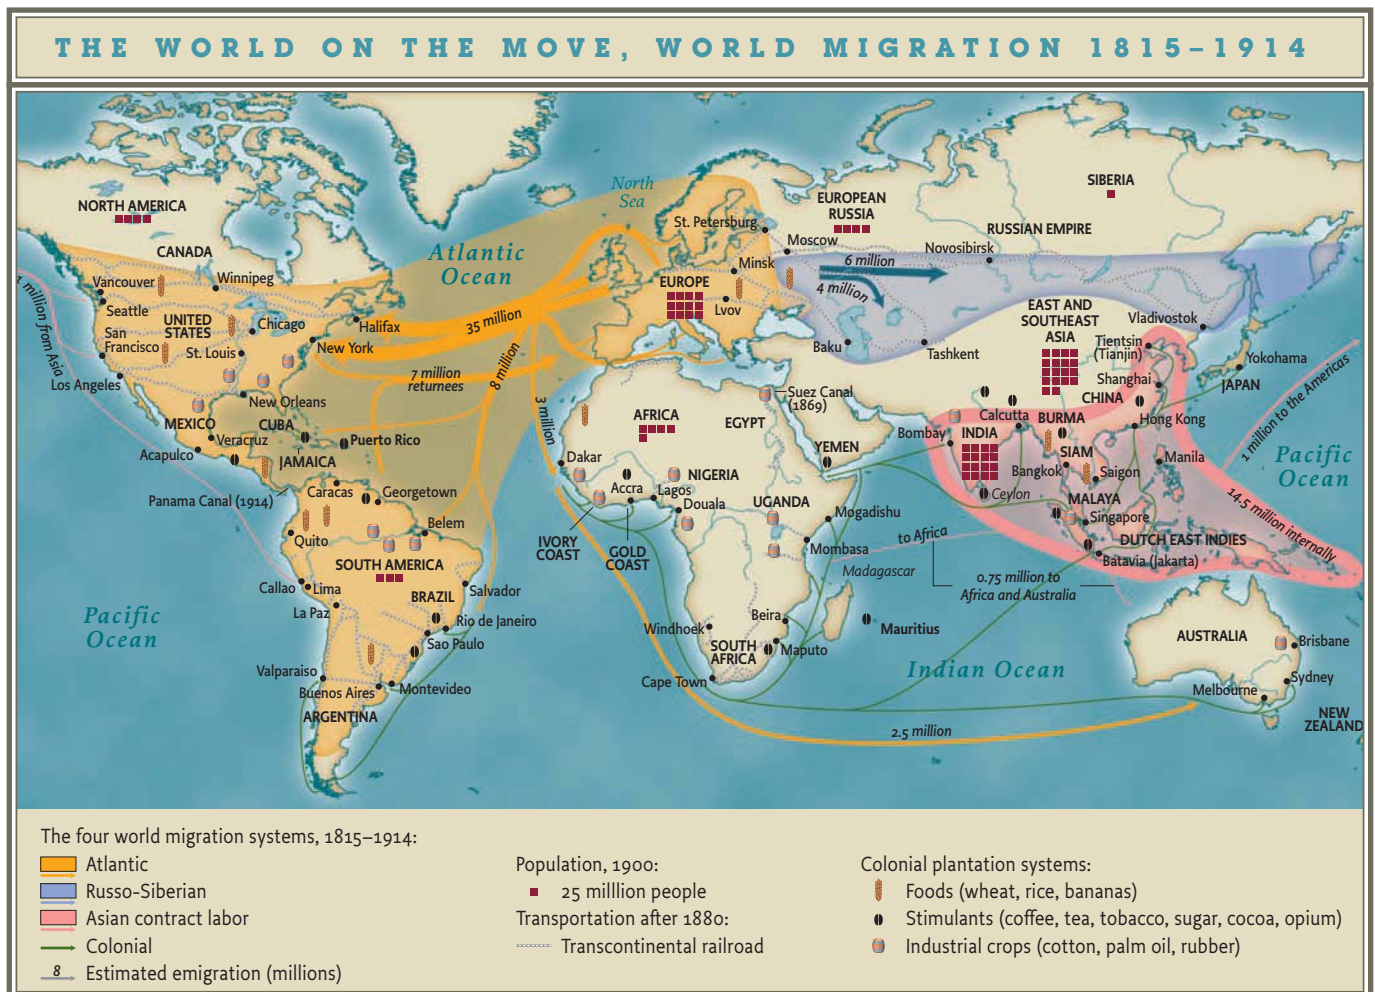 THE WORLD ON THE MOVE, WORLD MIGRATION 1815–1914
North
Sea
SIBERIA
NORTH AMERICA
EUROPEAN
RUSSIA
St. Petersburg
RUSSIAN EMPIRE
Atlantic
Ocean
CANADA
Moscow
Novosibirsk
Minsk
6 million
4 million
Vancouver
Winnipeg
EUROPE
Lvov
Seattle
UNITED
STATES
Chicago
Halifax
35 million
EAST AND
SOUTHEAST
ASIA
Vladivostok
San
Francisco
St. Louis
New York
Baku
Tashkent
Tientsin
(Tianjin)
Yokohama
JAPAN
million from Asia
Los Angeles
7 million
returnees
8 million
3 million
Suez Canal
(1869)
Shanghai
CHINA
New Orleans
MEXICO
CUBA
Veracruz
Puerto Rico
AFRICA
EGYPT
Calcutta
BURMA
Hong Kong
Bombay
INDIA
1 million to the Americas
Acapulco
JAMAICA
YEMEN
SIAM
Manila
Pacific
Ocean
Dakar
NIGERIA
Bangkok
Saigon
Panama Canal (1914)
Caracas
Georgetown
Accra
Lagos
Douala
UGANDA
Ceylon
MALAYA
14.5 million internally
Mogadishu
Singapore
Belem
Quito
IVORY
COAST
GOLD
COAST
Mombasa
to Africa
DUTCH EAST INDIES
Batavia (Jakarta)
SOUTH AMERICA
Madagascar
0.75 million to
Africa and Australia
Callao
Lima
BRAZIL
Salvador
Pacific
Ocean
La Paz
Rio de Janeiro
Sao Paulo
Windhoek
Beira
Mauritius
AUSTRALIA
Brisbane
SOUTH
AFRICA
Maputo
Indian Ocean
Valparaiso
Buenos Aires
Montevideo
Cape Town
Sydney
Melbourne
ARGENTINA
NEW
ZEALAND
2.5 million
The four world migration systems, 1815–1914:
Atlantic
Russo-Siberian
Asian contract labor
Colonial
8
Estimated emigration (millions)
Population, 1900:
25 milllion people
Transportation after 1880:
Transcontinental railroad
Colonial plantation systems:
Foods (wheat, rice, bananas)
Stimulants (coffee, tea, tobacco, sugar, cocoa, opium)
Industrial crops (cotton, palm oil, rubber)